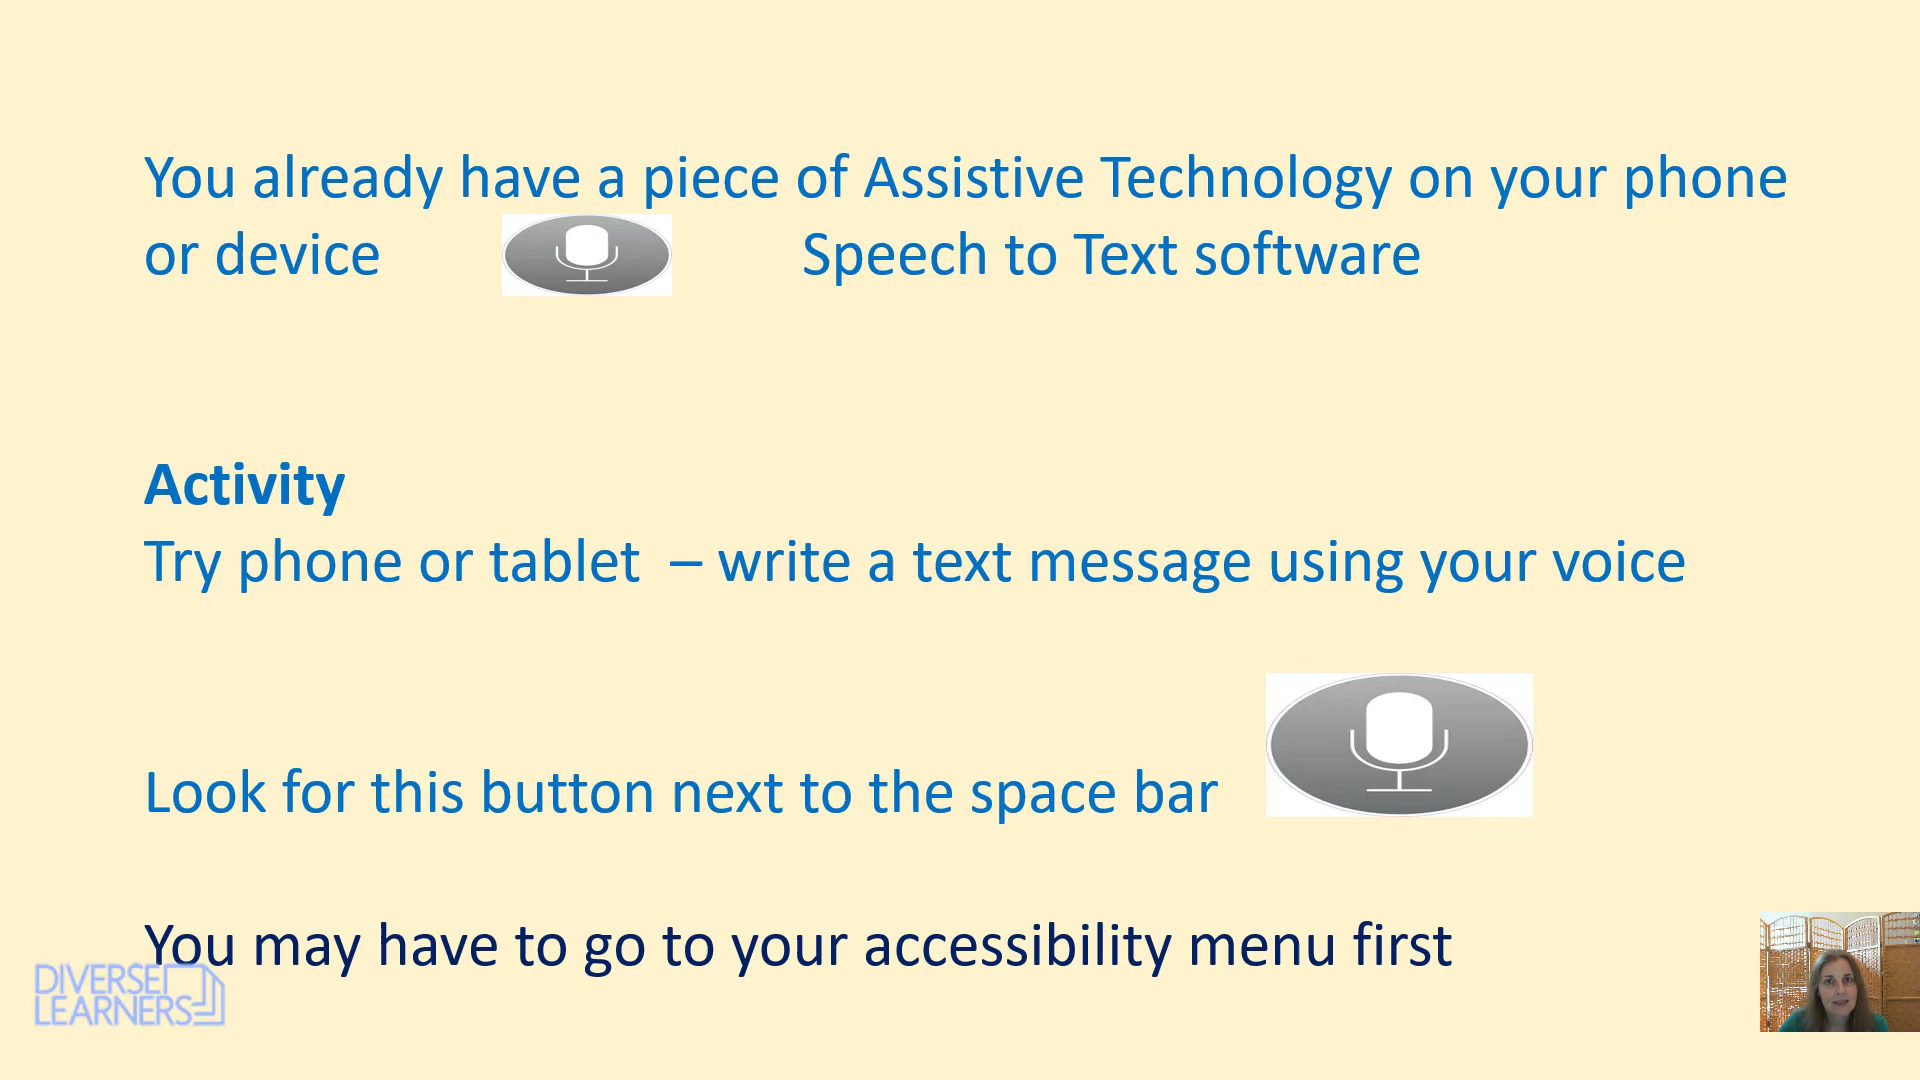 You already have a piece of Assistive Technology on your phone
or device Speech to Text software
Activity
Try phone or tablet – write a text message using your voice
Look for this button next to the space bar
You may have to go to your accessibility menu first
DIVERSE
LEARNERS